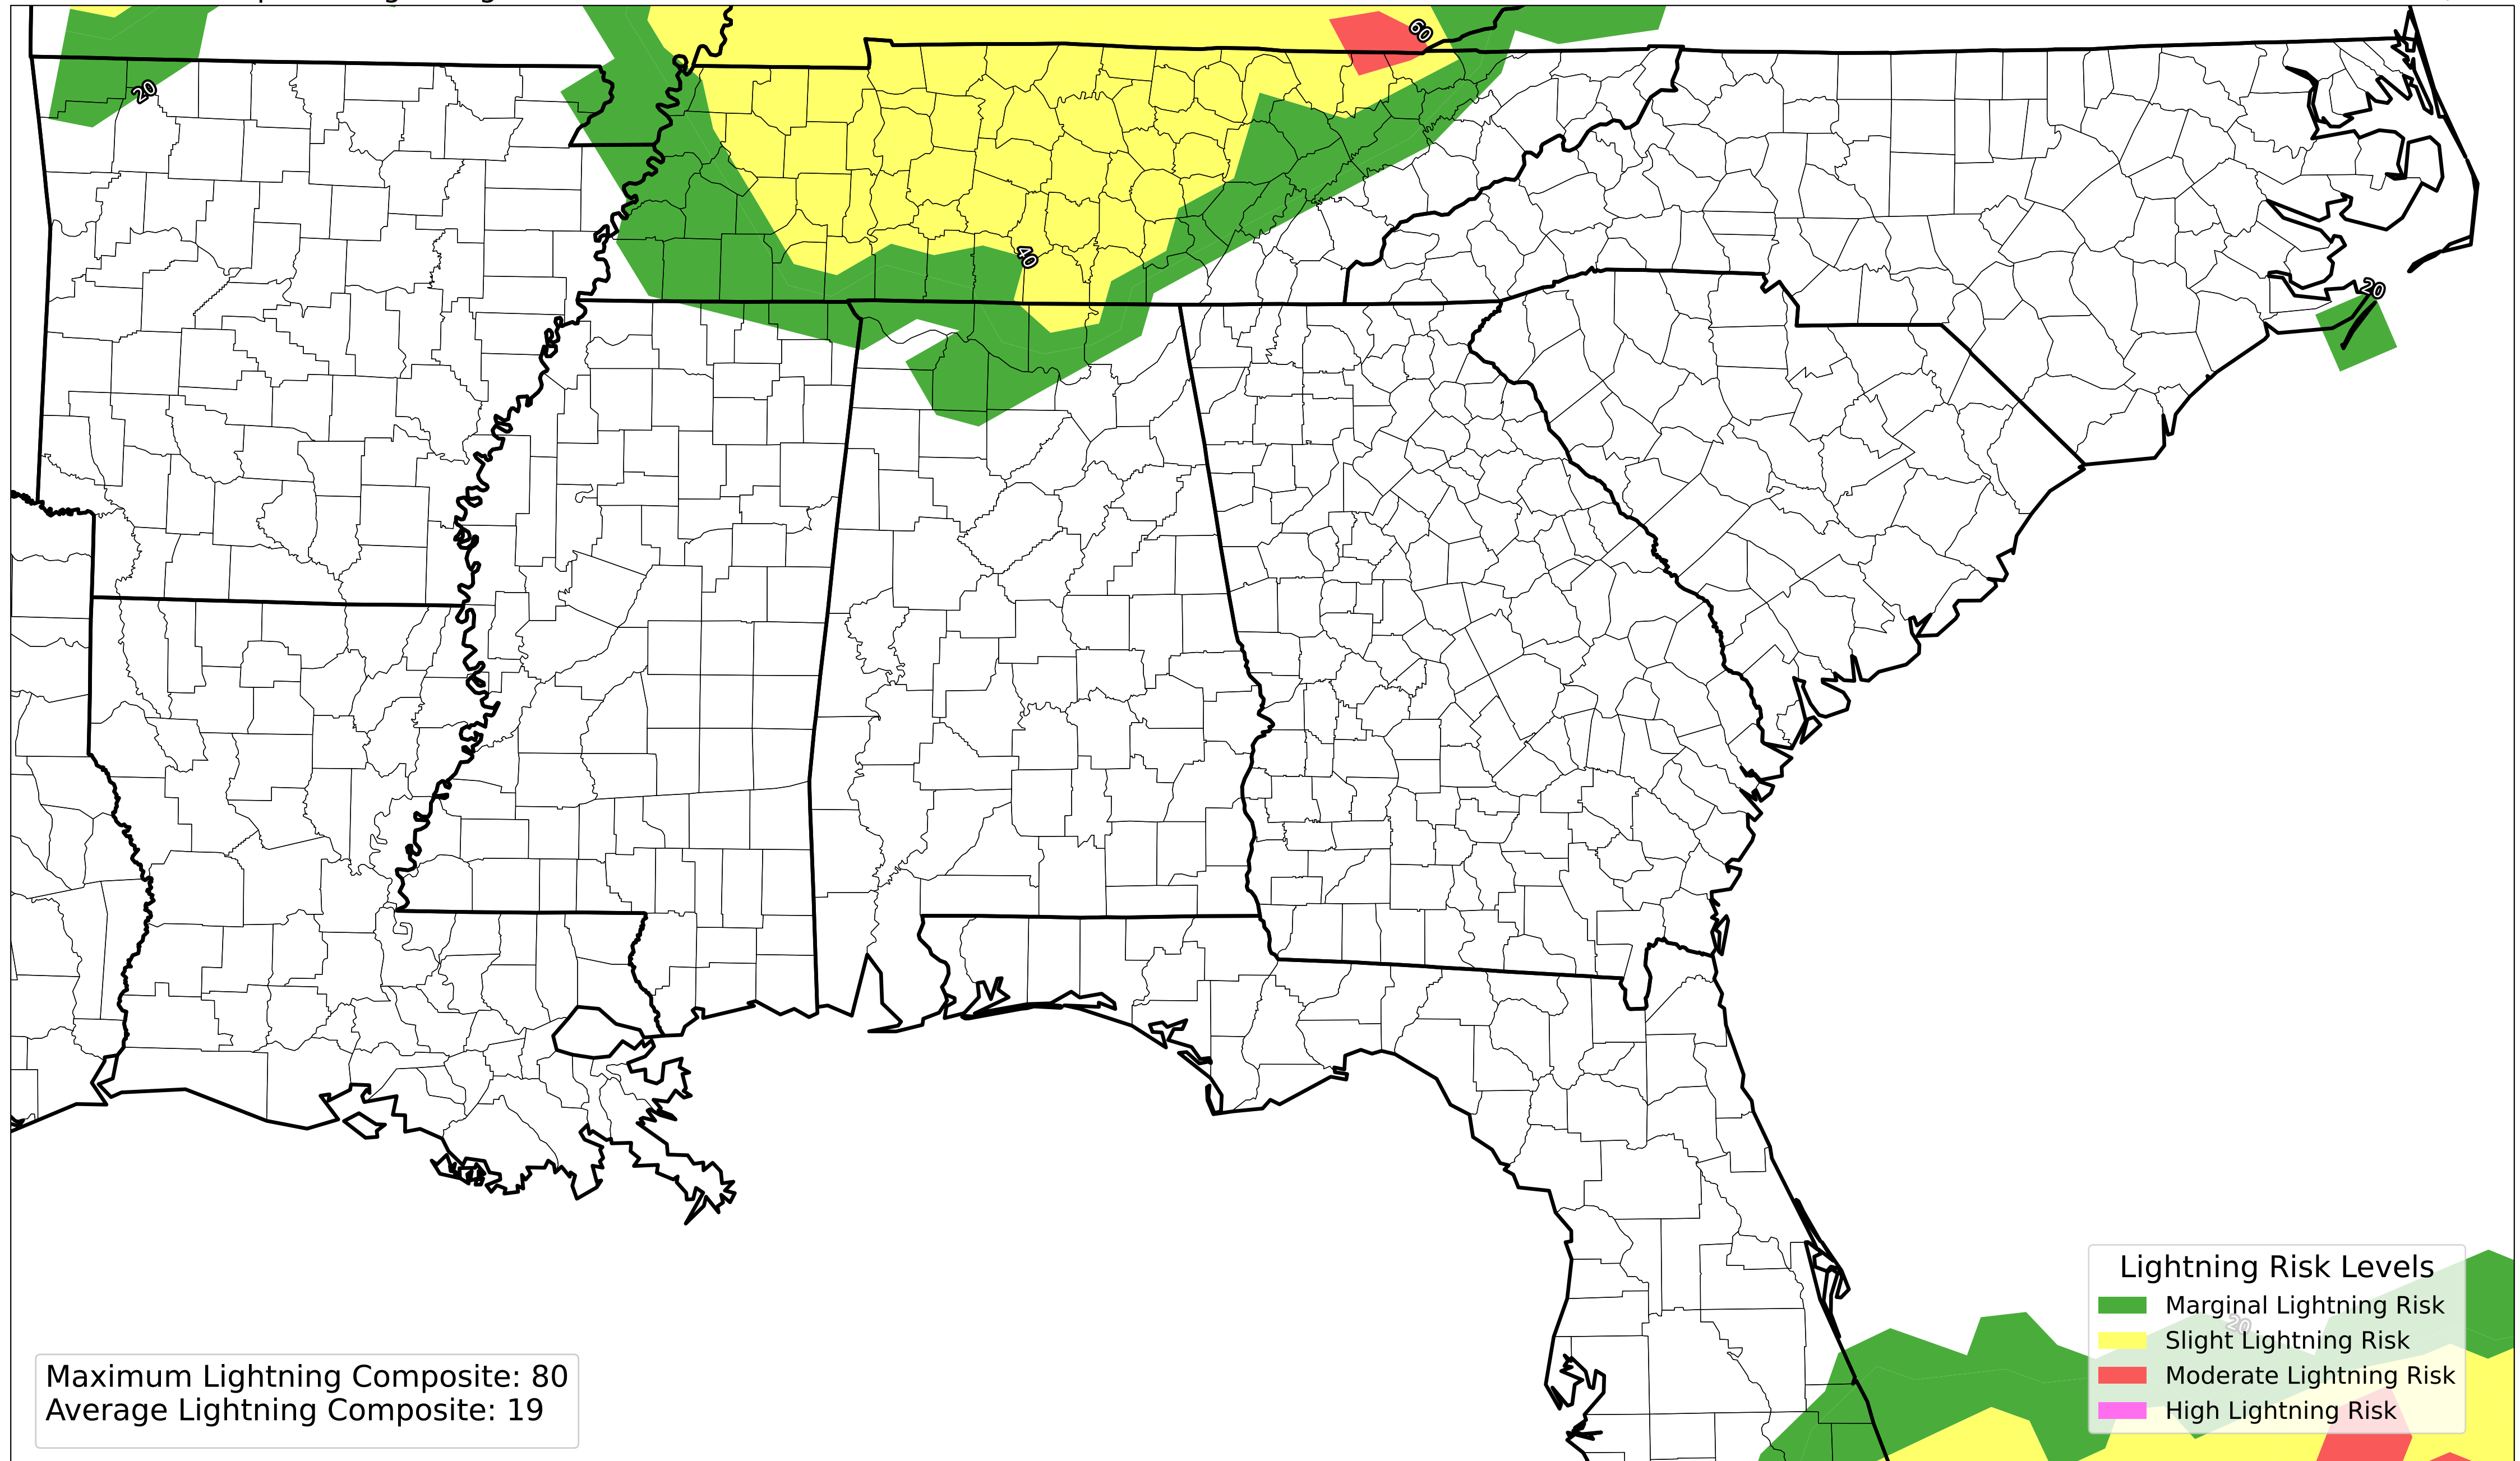 60
20
40
20
20
Lightning Risk Levels
Marginal Lightning Risk
Slight Lightning Risk
Moderate Lightning Risk
High Lightning Risk
Maximum Lightning Composite: 80
Average Lightning Composite: 19